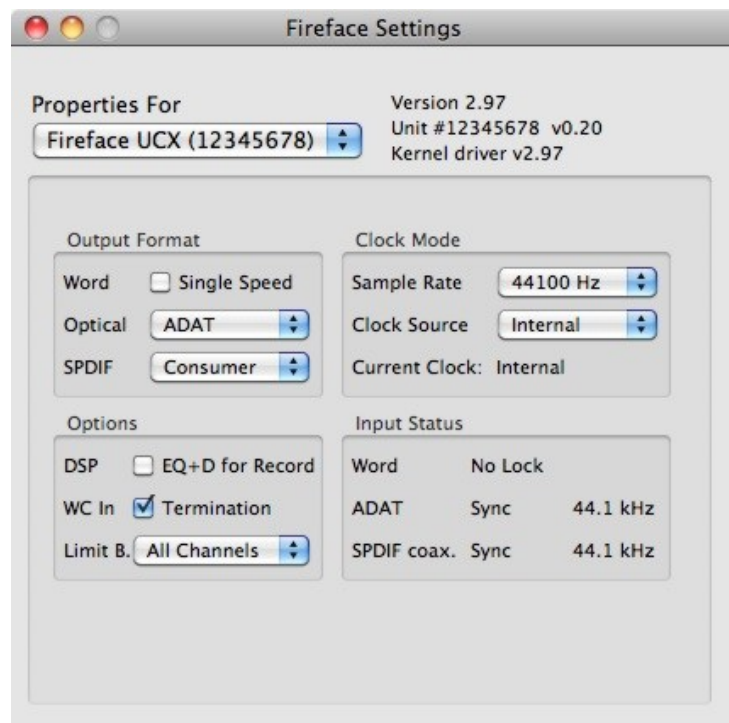 Fireface Settings
Properties For
Fireface UCX (12345678)
Version 2.97
Unit #12345678 v0.20
Kernel driver v2.97
Output Format
Word Single Speed
Optical ADAT
SPDIF Consumer
Clock Mode
Sample Rate 44100 Hz
Clock Source Internal
Current Clock: Internal
Options
DSP EQ+D for Record
WC In Termination
Limit B. All Channels
Input Status
Word No Lock
ADAT Sync 44.1 kHz
SPDIF coax. Sync 44.1 kHz